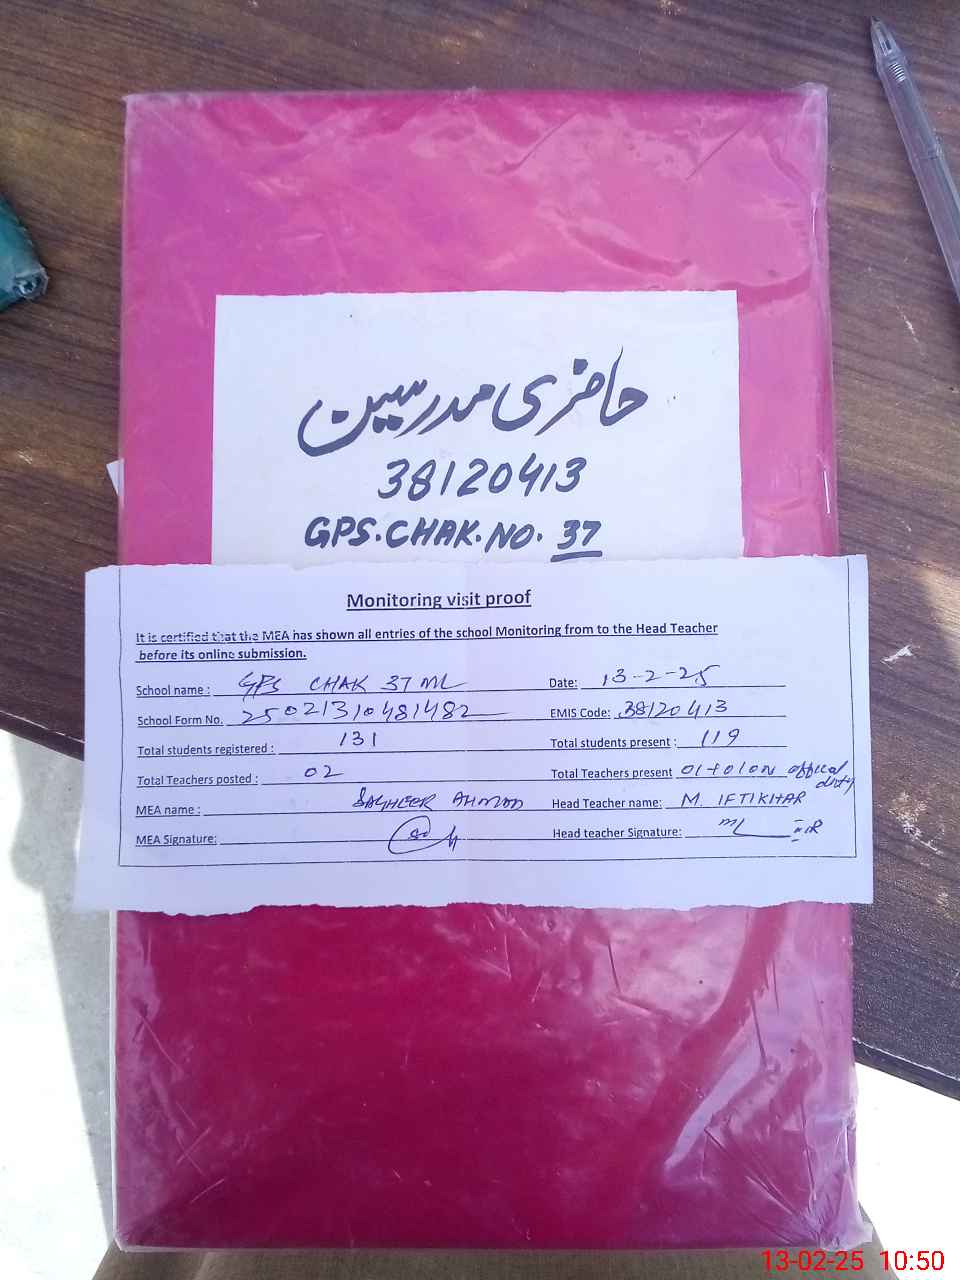 حاضری مدرسین
38120413
GPS.CHAK.NO. 37
Monitoring visit proof
It is certified that the MEA has shown all entries of the school Monitoring from to the Head Teacher
before its online submission.
School name : GPS CHAK 37 ML Date: 13-2-25
School Form No. 25021310481482 EMIS Code: 38120413
Total students registered : 131 Total students present : 119
Total Teachers posted : 02 Total Teachers present 01+01 on offical duty
MEA name : SAGHEER AHMAD Head Teacher name: M. IFTIKHAR
MEA Signature: Head teacher Signature:
13-02-25 10:50